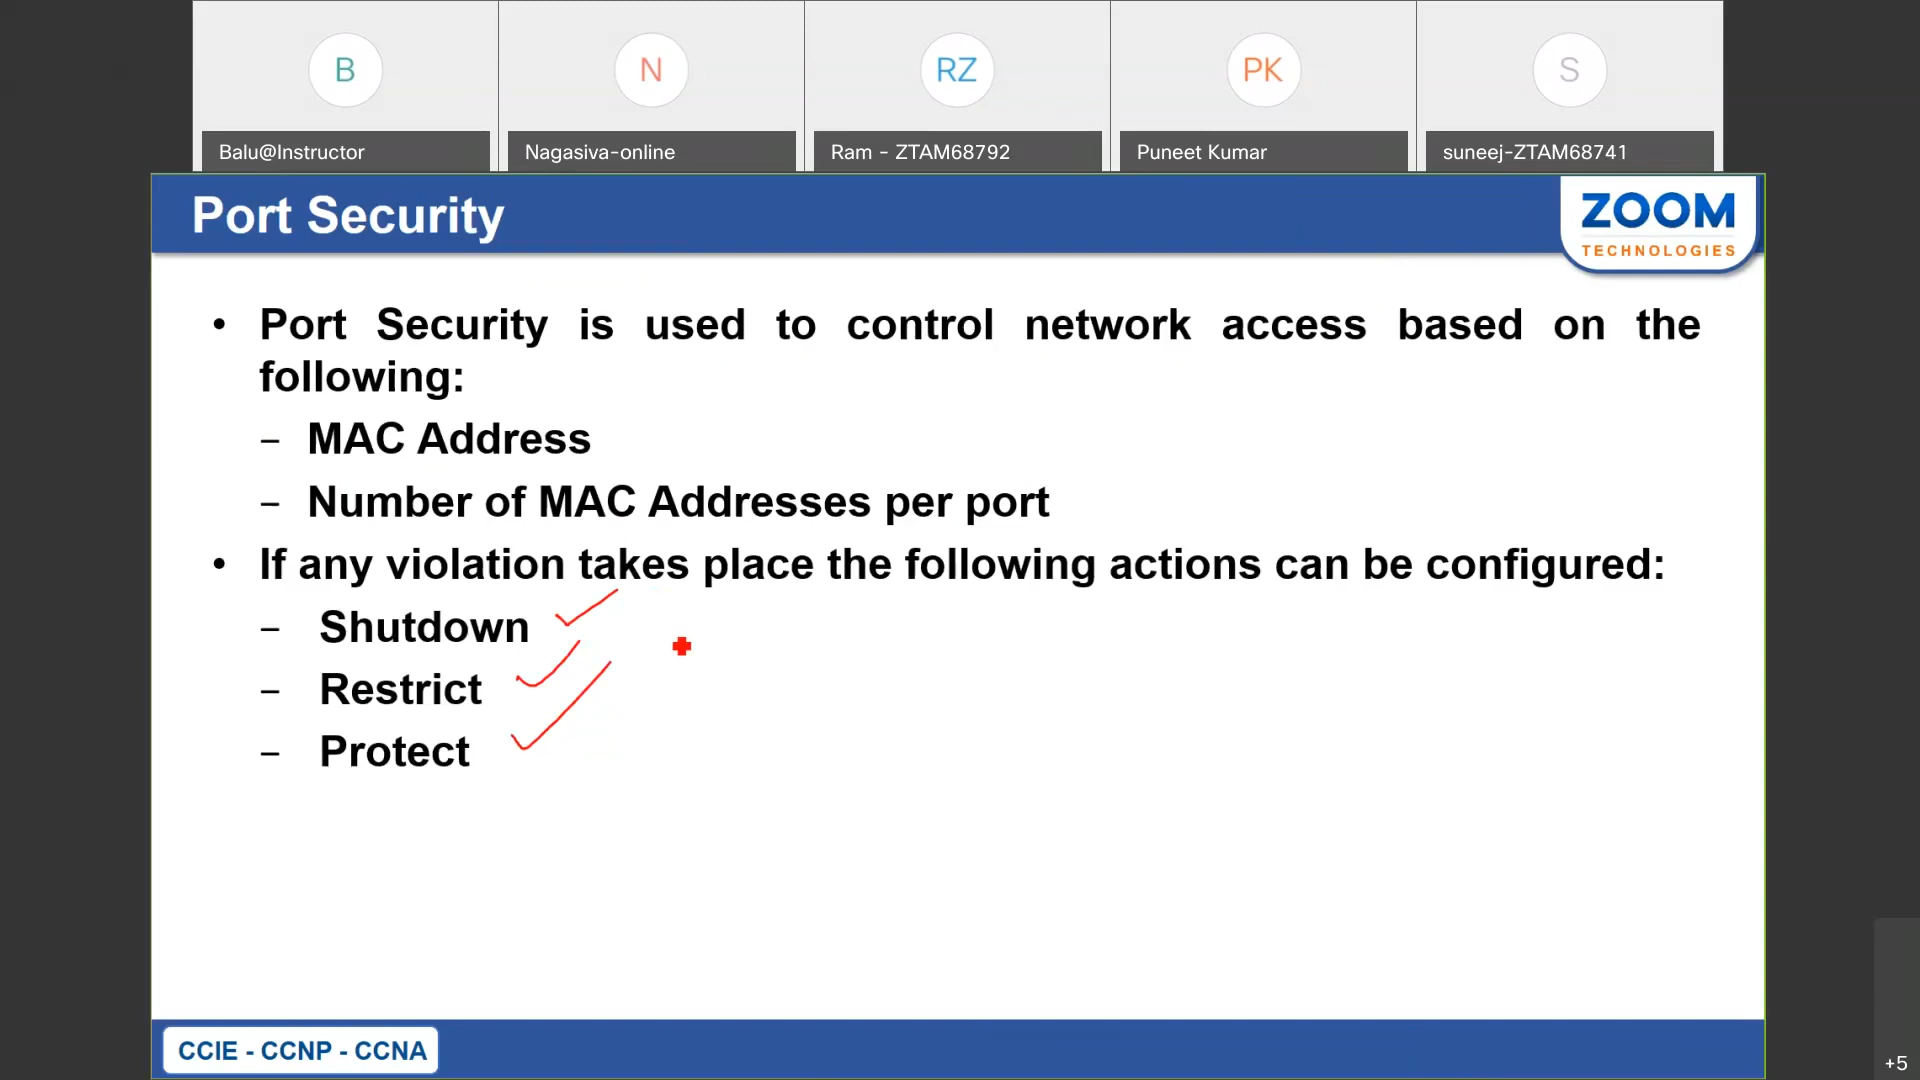 B
N
RZ
PK
S
Balu@Instructor
Nagasiva-online
Ram - ZTAM68792
Puneet Kumar
suneej-ZTAM68741
Port Security
ZOOM
TECHNOLOGIES
• Port Security is used to control network access based on the
following:
– MAC Address
– Number of MAC Addresses per port
• If any violation takes place the following actions can be configured:
– Shutdown
– Restrict
– Protect
CCIE - CCNP - CCNA
+5